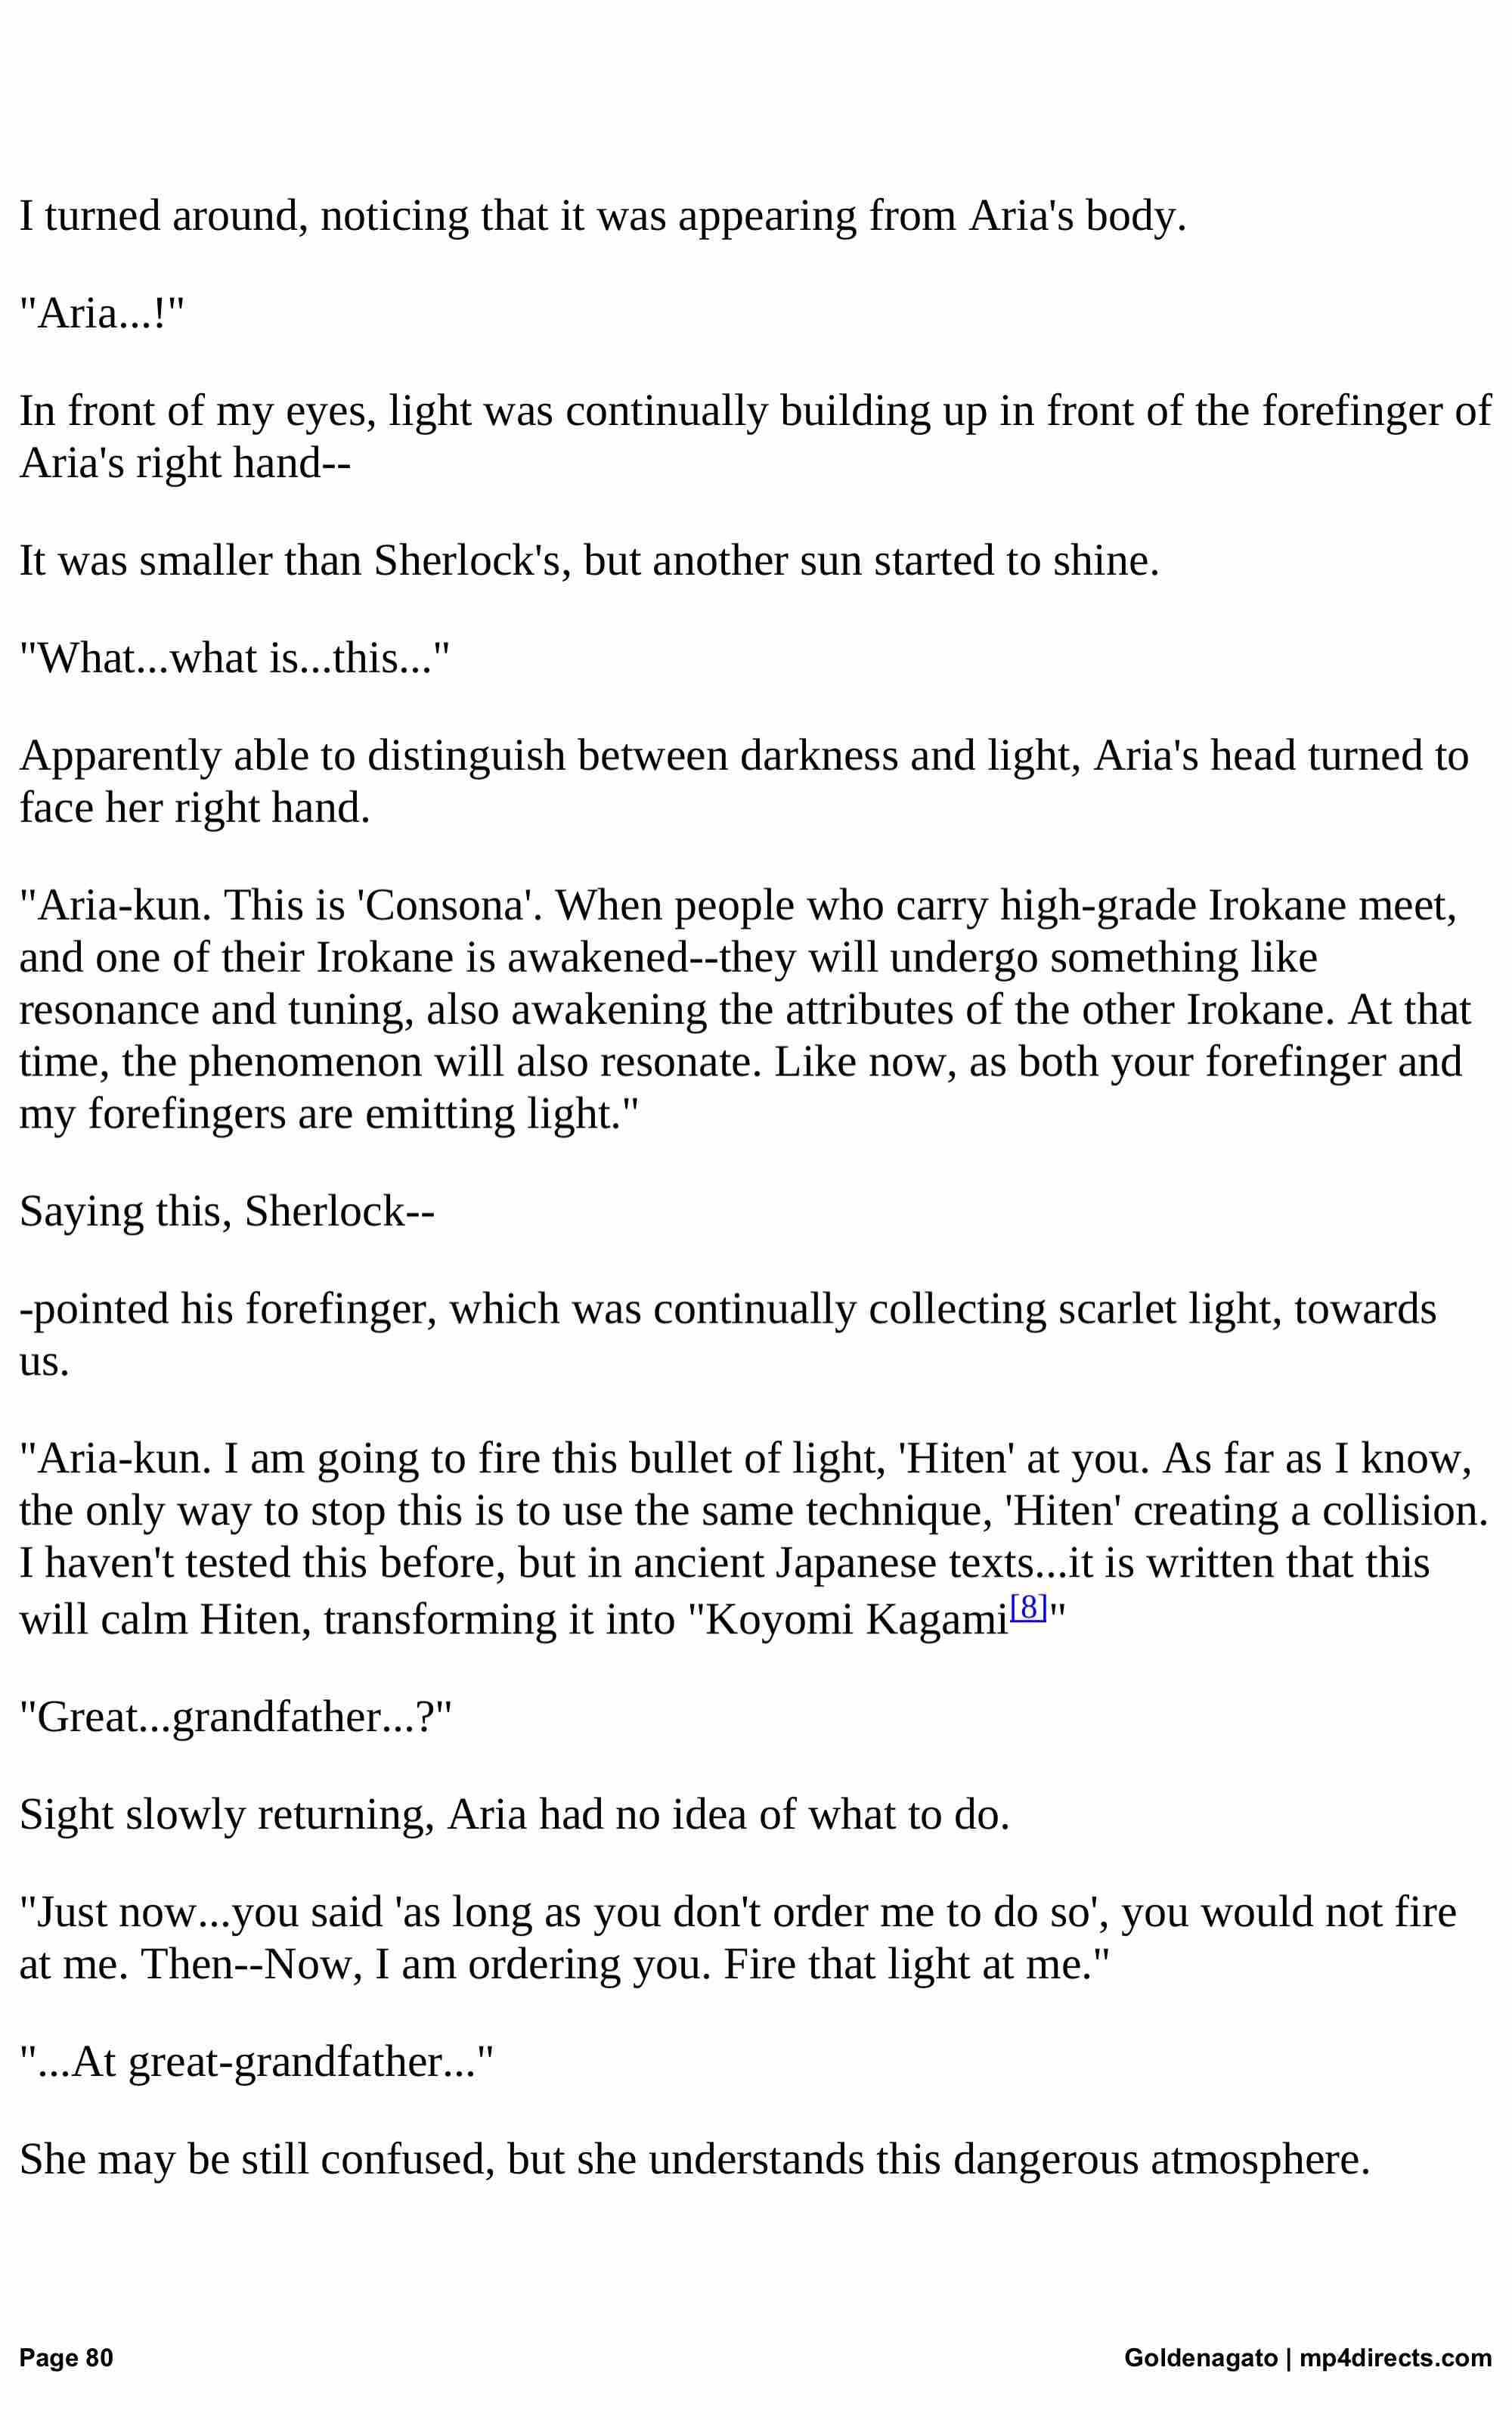 I turned around, noticing that it was appearing from Aria's body.
"Aria...!"
In front of my eyes, light was continually building up in front of the forefinger of
Aria's right hand--
It was smaller than Sherlock's, but another sun started to shine.
"What...what is...this..."
Apparently able to distinguish between darkness and light, Aria's head turned to
face her right hand.
"Aria-kun. This is 'Consona'. When people who carry high-grade Irokane meet,
and one of their Irokane is awakened--they will undergo something like
resonance and tuning, also awakening the attributes of the other Irokane. At that
time, the phenomenon will also resonate. Like now, as both your forefinger and
my forefingers are emitting light."
Saying this, Sherlock--
-pointed his forefinger, which was continually collecting scarlet light, towards
us.
"Aria-kun. I am going to fire this bullet of light, 'Hiten' at you. As far as I know,
the only way to stop this is to use the same technique, 'Hiten' creating a collision.
I haven't tested this before, but in ancient Japanese texts...it is written that this
will calm Hiten, transforming it into "Koyomi Kagami[8]"
"Great...grandfather...?"
Sight slowly returning, Aria had no idea of what to do.
"Just now...you said 'as long as you don't order me to do so', you would not fire
at me. Then--Now, I am ordering you. Fire that light at me."
"...At great-grandfather..."
She may be still confused, but she understands this dangerous atmosphere.
Page 80
Goldenagato | mp4directs.com